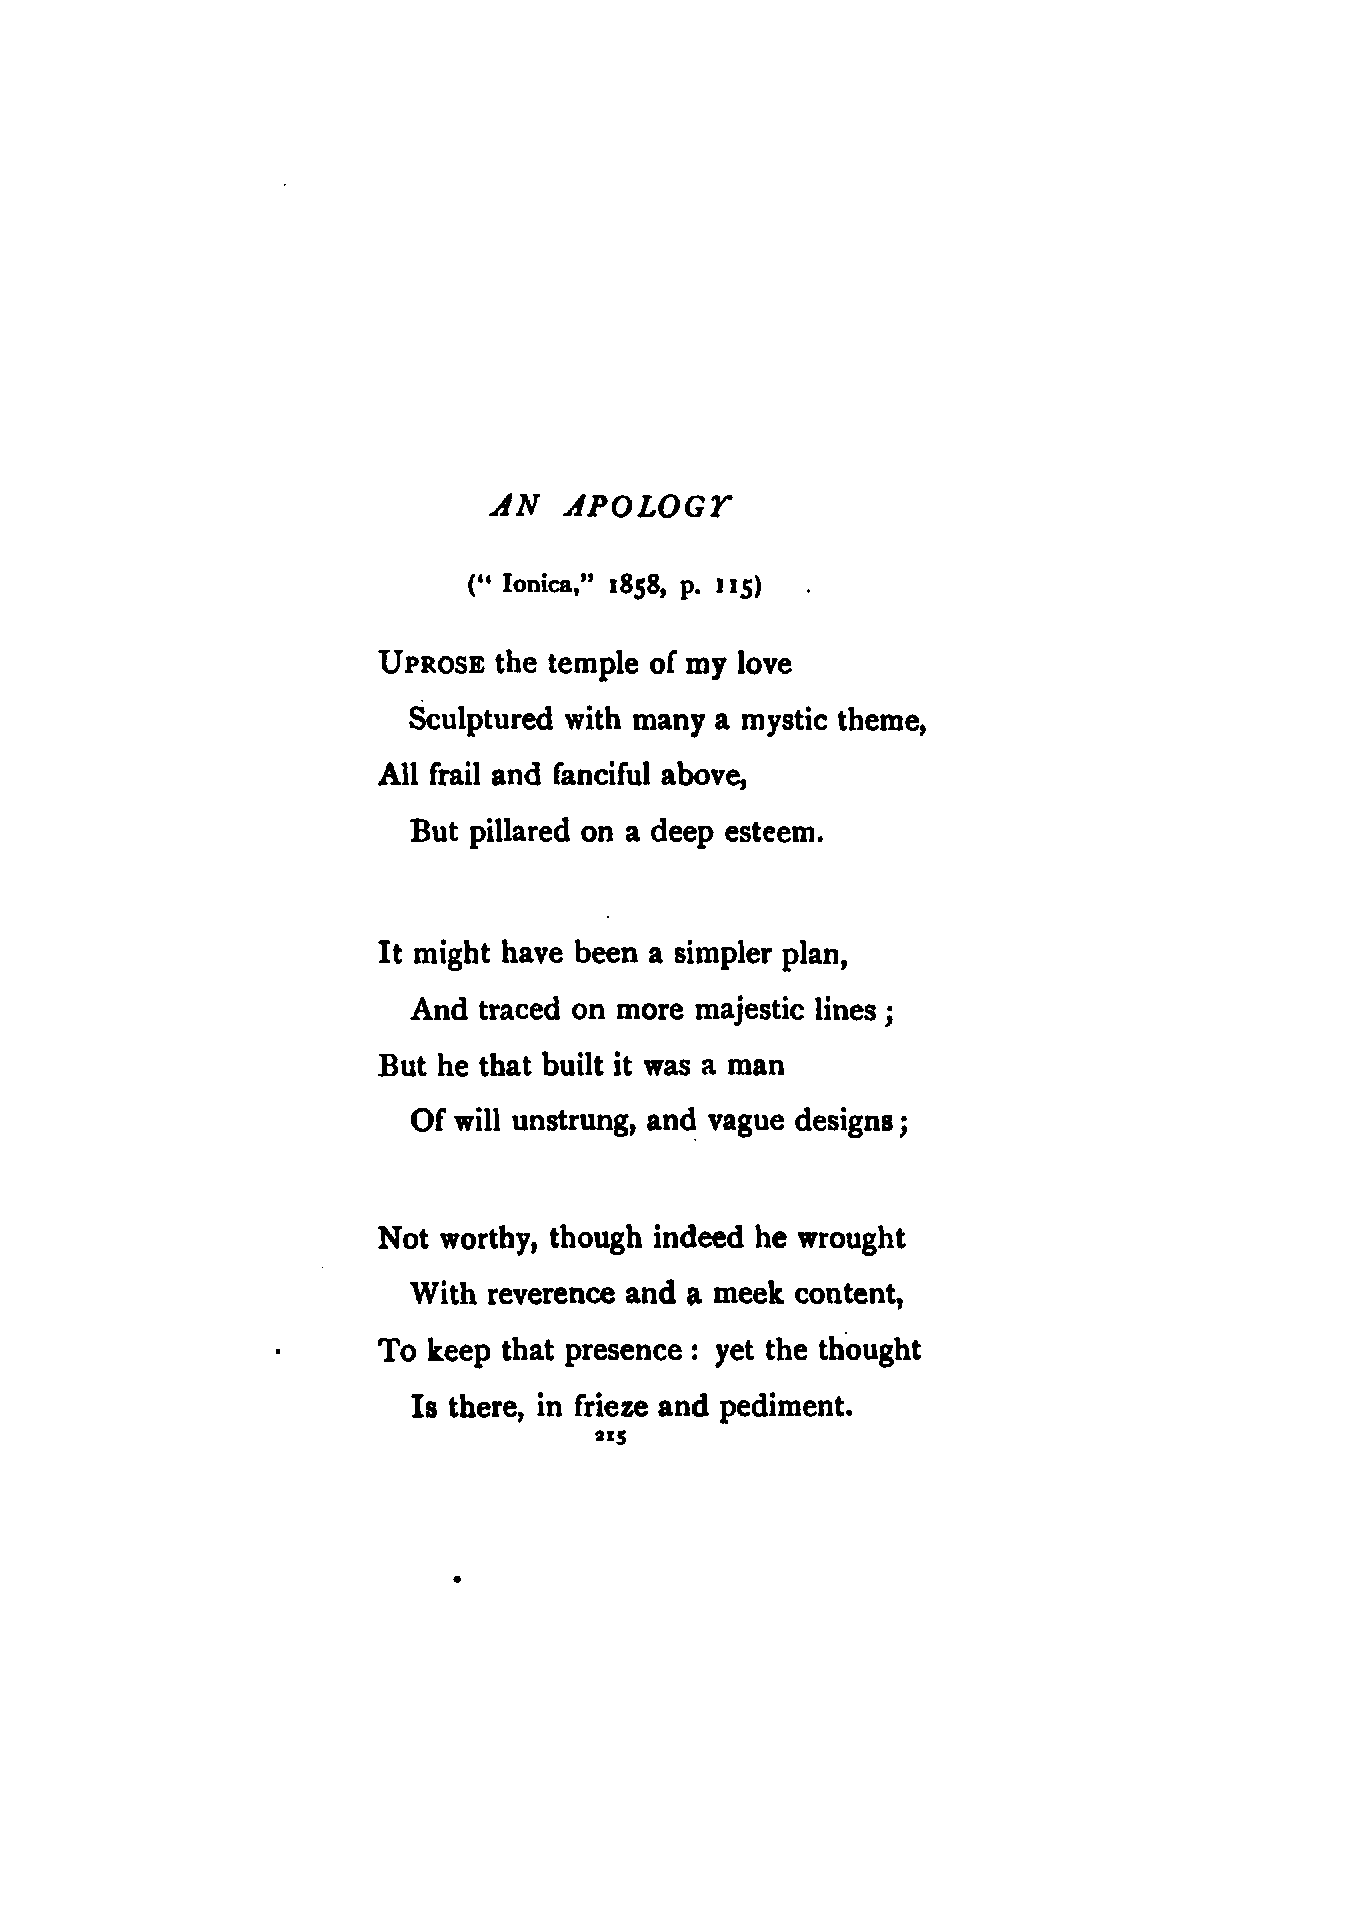 AN APOLOGY
(“ Ionica,” 1858, p. 115)
UPROSE the temple of my love
Sculptured with many a mystic theme,
All frail and fanciful above,
But pillared on a deep esteem.
It might have been a simpler plan,
And traced on more majestic lines ;
But he that built it was a man
Of will unstrung, and vague designs ;
Not worthy, though indeed he wrought
With reverence and a meek content,
To keep that presence : yet the thought
Is there, in frieze and pediment.
215